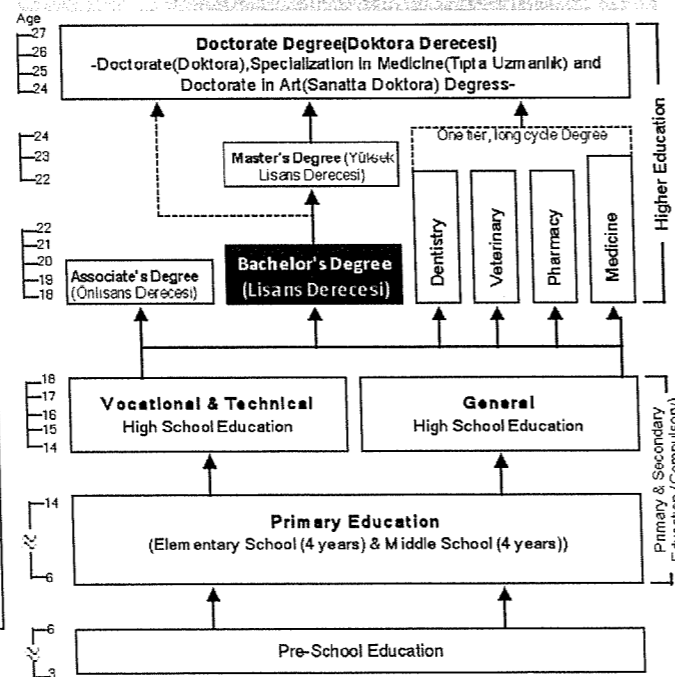 Age
27
26
25
24
Doctorate Degree(Doktora Derecesi)
-Doctorate(Doktora),Specialization in Medicine(Tıpta Uzmanlık) and
Doctorate in Art(Sanatta Doktora) Degress-
24
23
22
Master's Degree (Yüksek
Lisans Derecesi)
One tier, long cycle Degree
Higher Education
22
21
20
19
18
Associate's Degree
(Önlisans Derecesi)
Bachelor's Degree
(Lisans Derecesi)
Dentistry
Veterinary
Pharmacy
Medicine
18
17
16
15
14
Vocational & Technical
High School Education
General
High School Education
Primary & Secondary
Education (Compulsory)
14
6
Primary Education
(Elementary School (4 years) & Middle School (4 years))
6
3
Pre-School Education